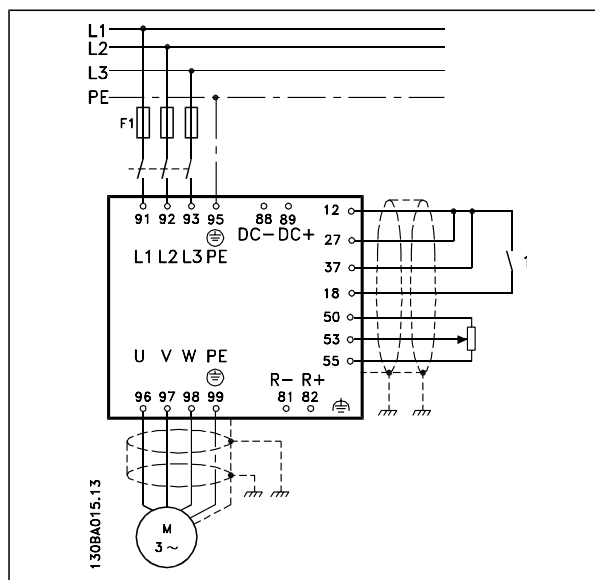 L1
L2
L3
PE
F1
91 92 93 95 88 89 12
DC- DC+
27
L1 L2 L3 PE
37
18
1
50
53
U V W PE
55
R- R+
96 97 98 99 81 82
M
3 ~
130BA015.13